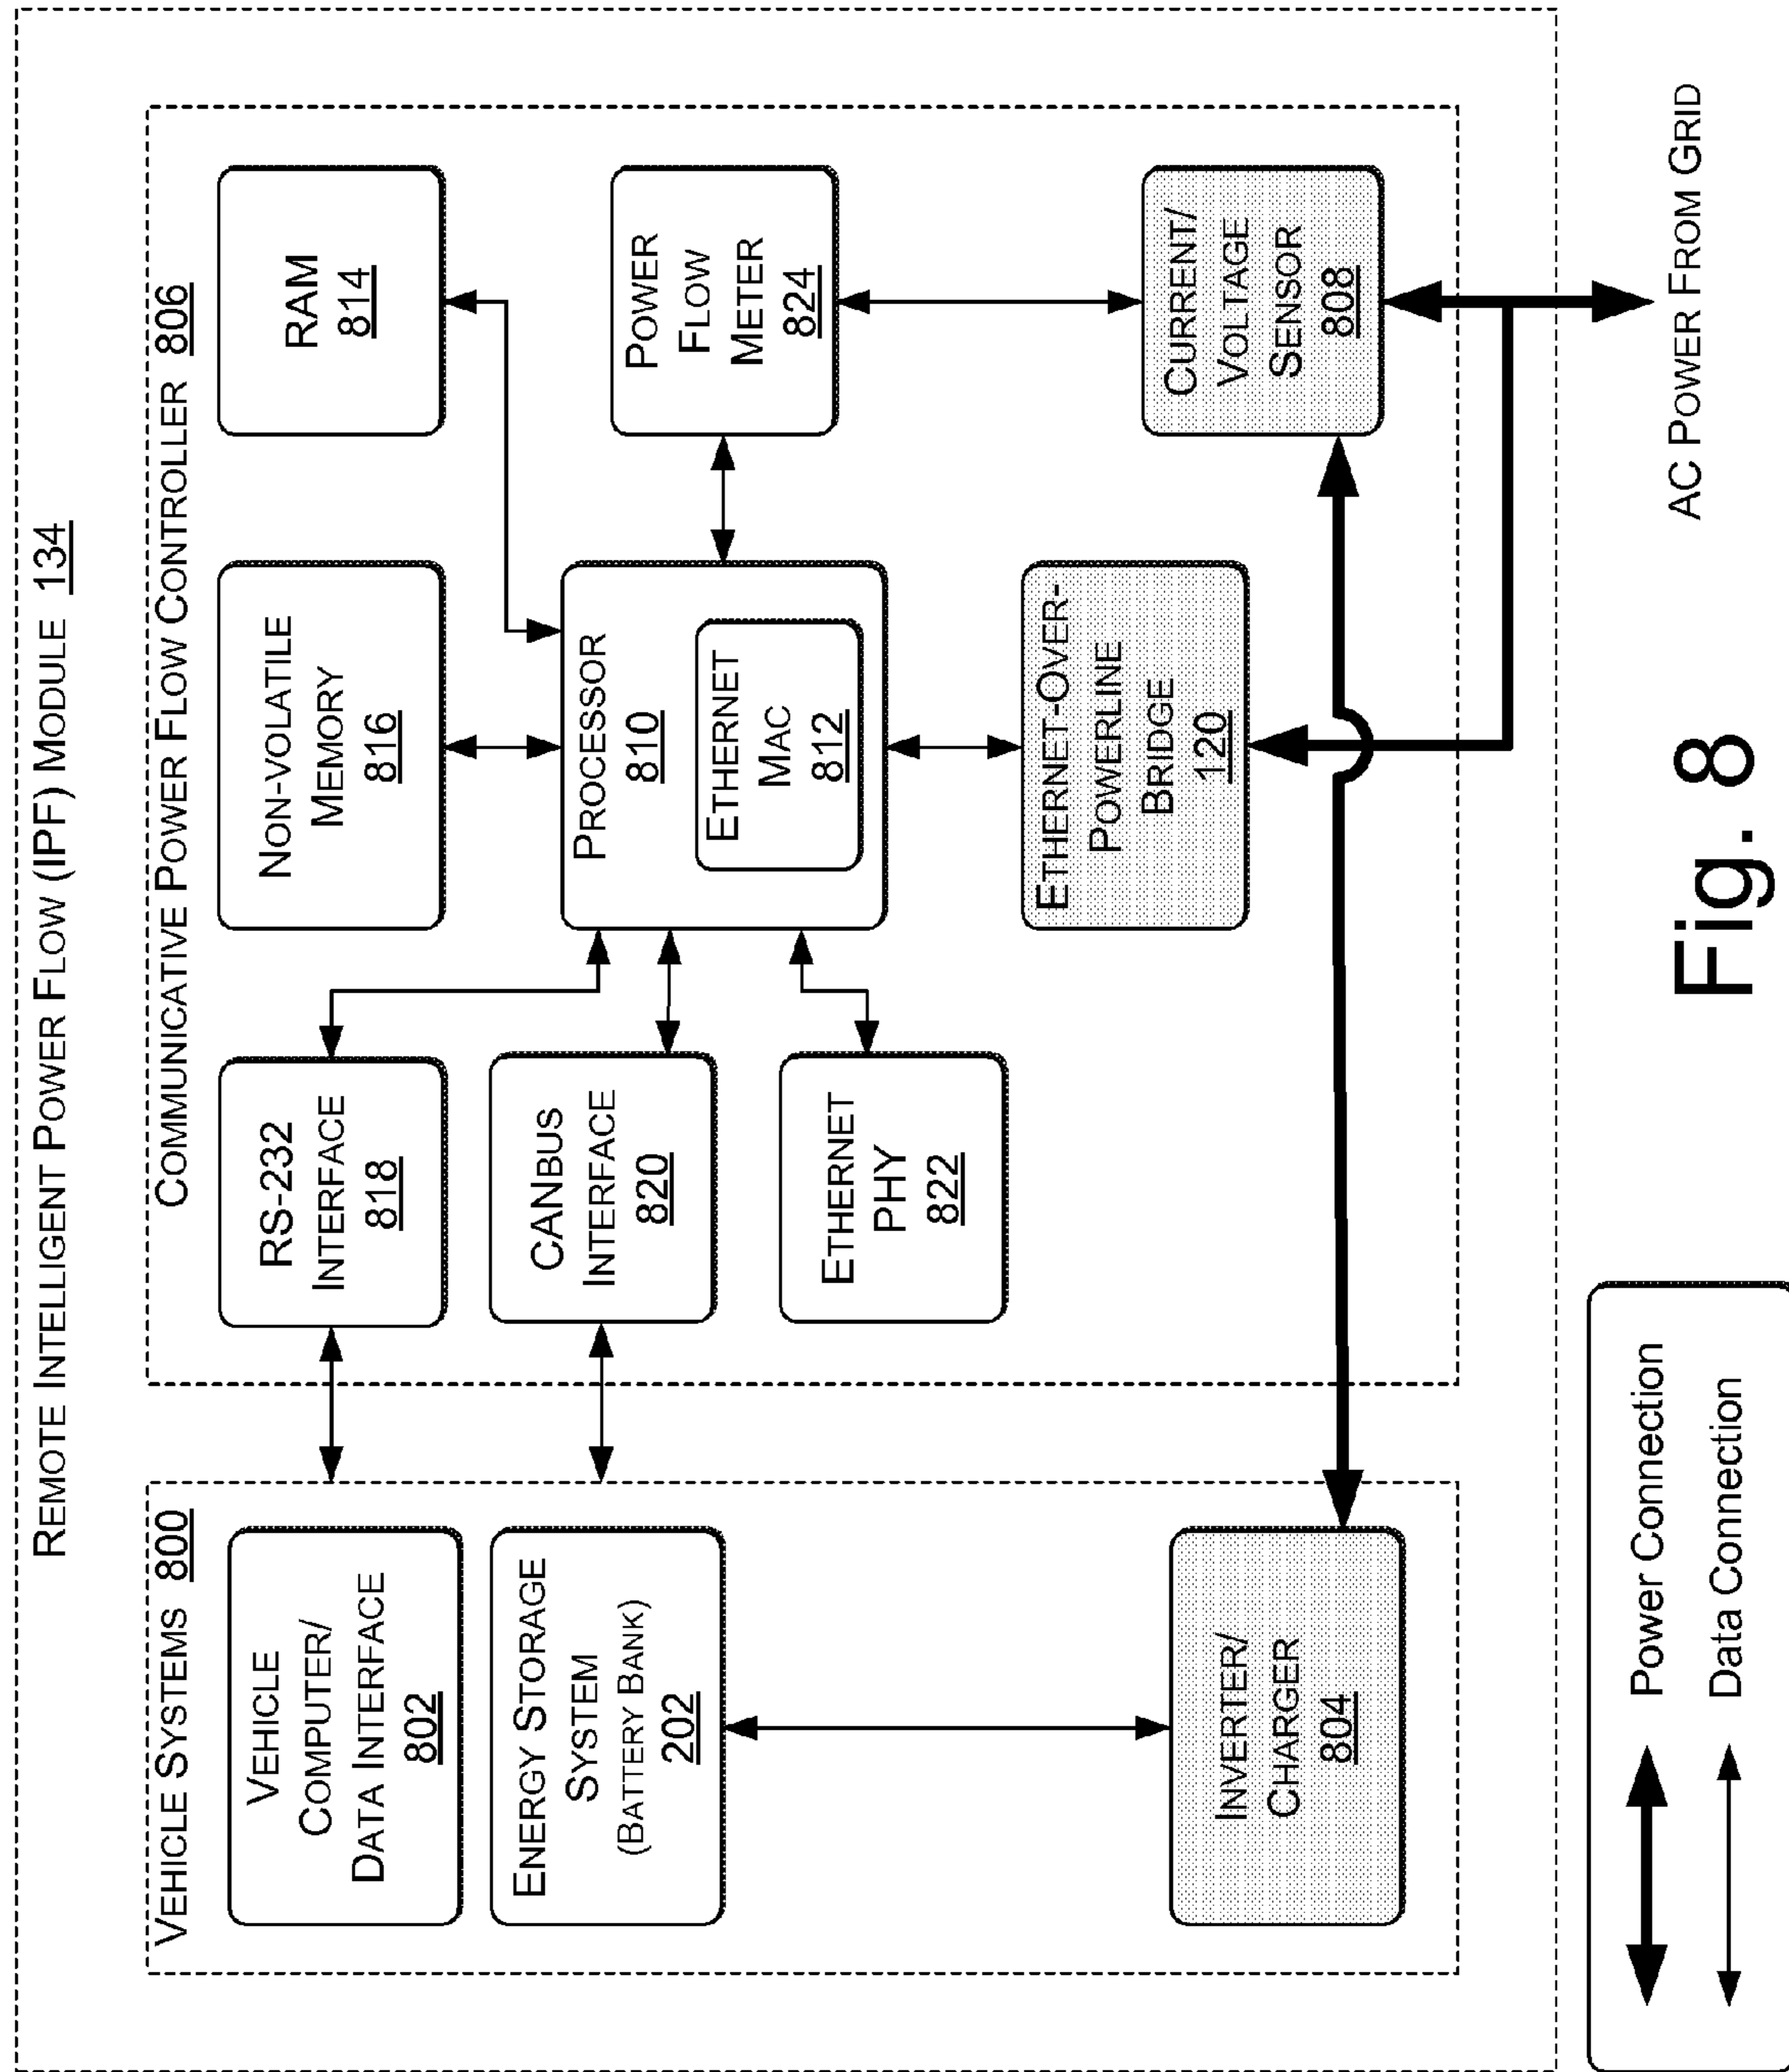 REMOTE INTELLIGENT POWER FLOW (IPF) MODULE 134
VEHICLE SYSTEMS 800
VEHICLE
COMPUTER/
DATA INTERFACE
802
ENERGY STORAGE
SYSTEM
(BATTERY BANK)
202
INVERTER/
CHARGER
804
COMMUNICATIVE POWER FLOW CONTROLLER 806
RS-232
INTERFACE
818
CANBUS
INTERFACE
820
ETHERNET
PHY
822
NON-VOLATILE
MEMORY
816
PROCESSOR
810
ETHERNET
MAC
812
ETHERNET-OVER-
POWERLINE
BRIDGE
120
RAM
814
POWER
FLOW
METER
824
CURRENT/
VOLTAGE
SENSOR
808
AC POWER FROM GRID
Power Connection
Data Connection
Fig. 8